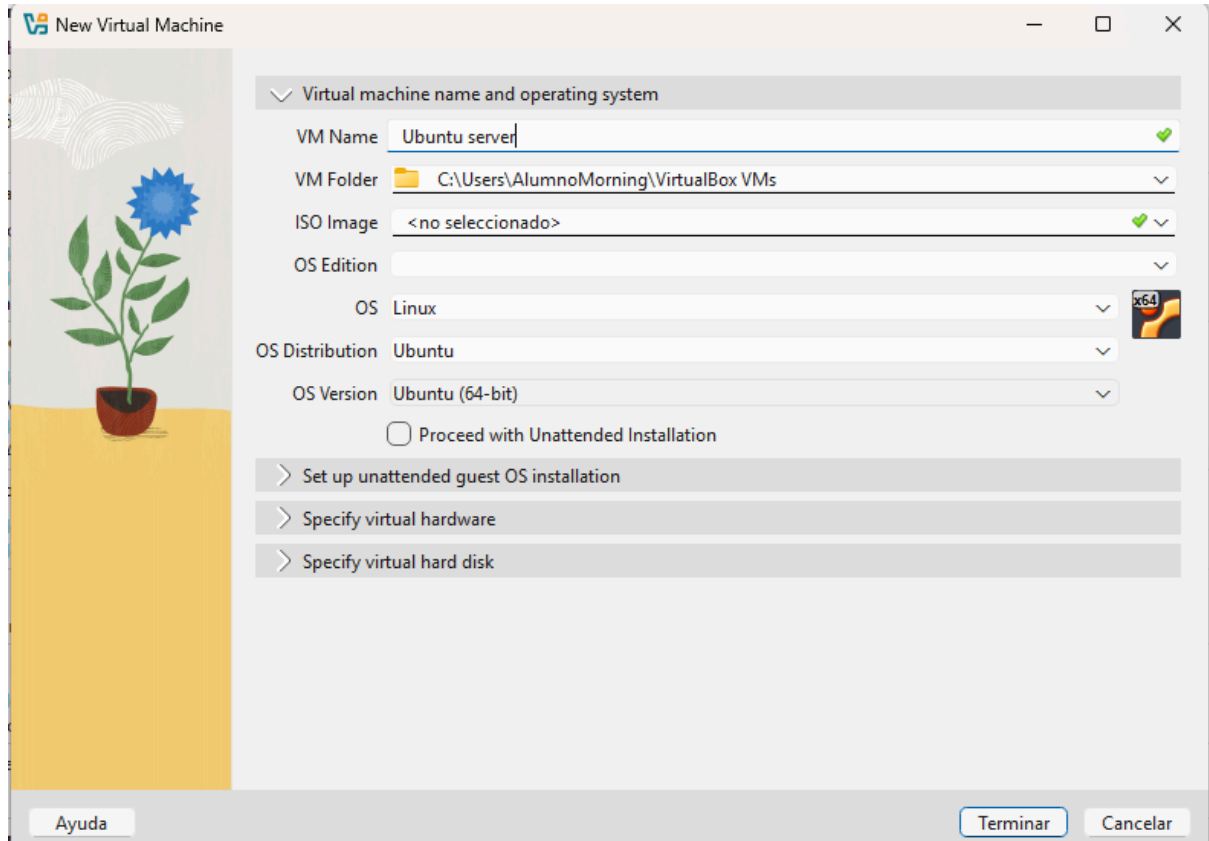 New Virtual Machine
Virtual machine name and operating system
VM Name Ubuntu server
VM Folder C:\Users\AlumnoMorning\VirtualBox VMs
ISO Image <no seleccionado>
OS Edition
OS Linux
x64
OS Distribution Ubuntu
OS Version Ubuntu (64-bit)
Proceed with Unattended Installation
Set up unattended guest OS installation
Specify virtual hardware
Specify virtual hard disk
Ayuda Terminar Cancelar